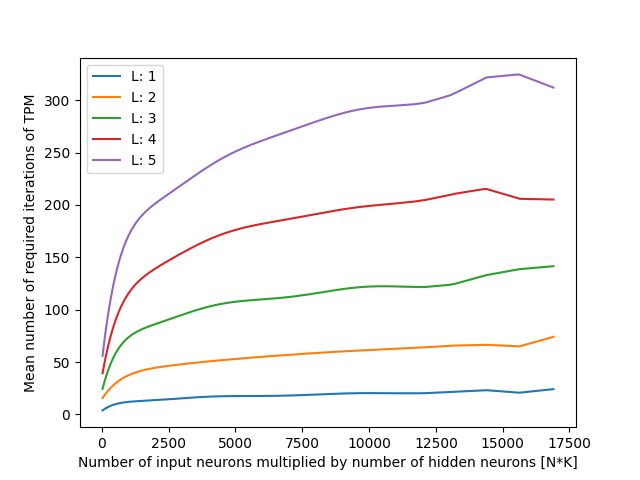 L: 1
L: 2
L: 3
L: 4
L: 5
Mean number of required iterations of TPM
300
250
200
150
100
50
0
0 2500 5000 7500 10000 12500 15000 17500
Number of input neurons multiplied by number of hidden neurons [N*K]